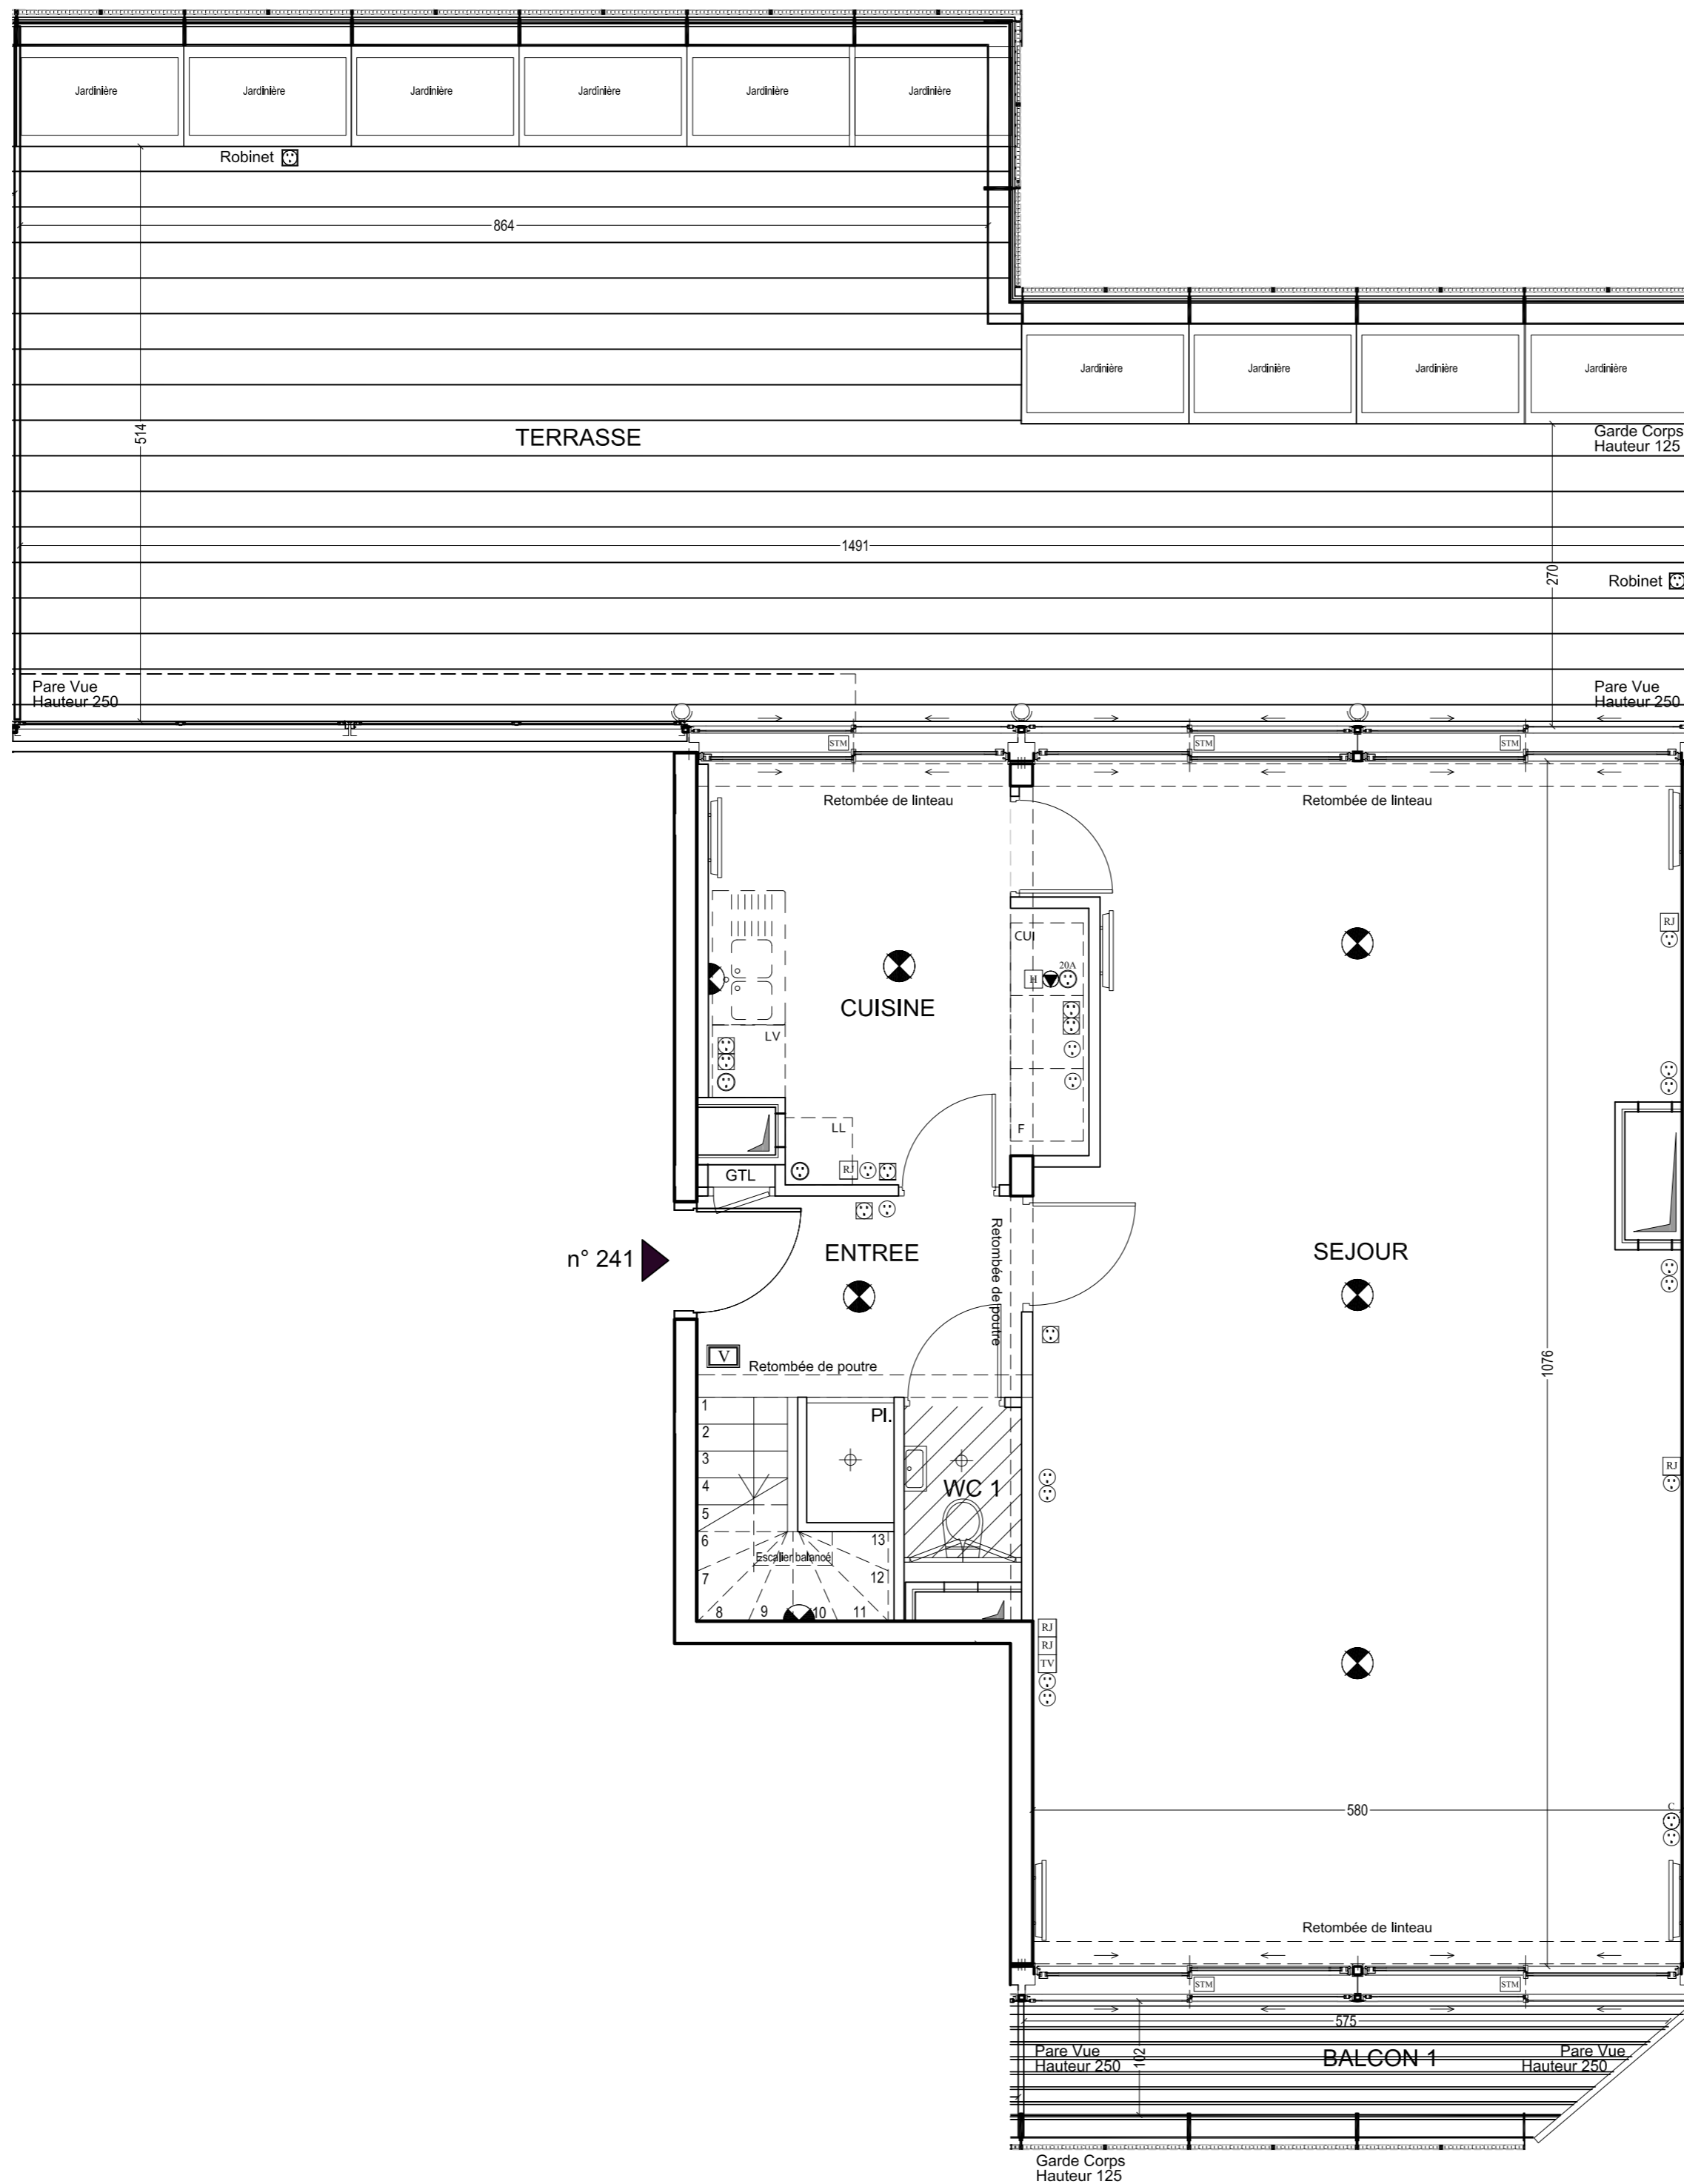 Jardinière Jardinière Jardinière Jardinière Jardinière Jardinière
Robinet
864
Jardinière Jardinière Jardinière Jardinière
514
TERRASSE
Garde Corps
Hauteur 125
1491
270
Robinet
Pare Vue
Hauteur 250
Pare Vue
Hauteur 250
STM STM STM
Retombée de linteau
Retombée de linteau
RJ
CUI
20A
H
CUISINE
LV
LL
F
RJ
GTL
n° 241
ENTREE
Retombée de poutre
SEJOUR
V
Retombée de poutre
1076
1
2
3
4
5
6
7
8
9
10
11
12
13
Escalier balancé
Pl.
WC 1
RJ
RJ
RJ
TV
580
C
Retombée de linteau
STM STM
575
102
Pare Vue
Hauteur 250
BALCON 1
Pare Vue
Hauteur 250
Garde Corps
Hauteur 125